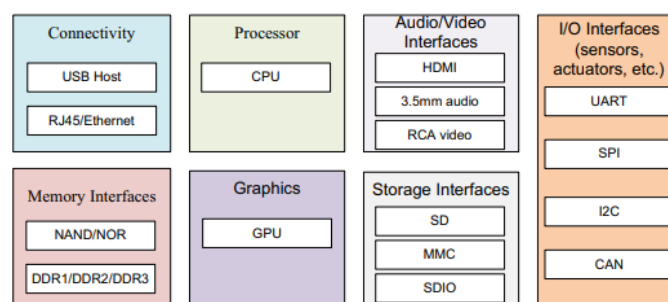 Connectivity
USB Host
RJ45/Ethernet
Processor
CPU
Audio/Video
Interfaces
HDMI
3.5mm audio
RCA video
I/O Interfaces
(sensors,
actuators, etc.)
UART
SPI
I2C
CAN
Memory Interfaces
NAND/NOR
DDR1/DDR2/DDR3
Graphics
GPU
Storage Interfaces
SD
MMC
SDIO